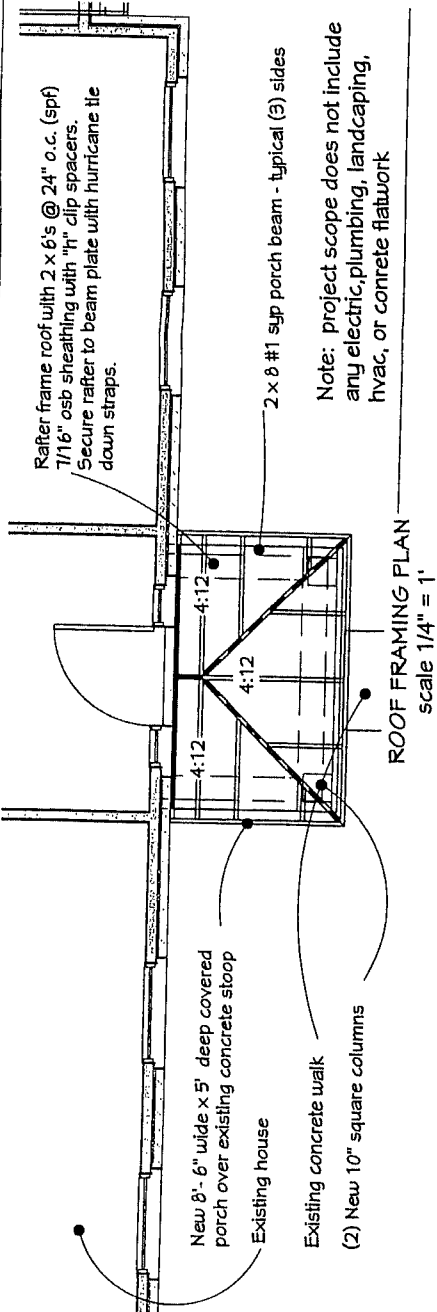 Rafter frame roof with 2 x 6's @ 24" o.c. (spf)
7/16" osb sheathing with "h" clip spacers.
Secure rafter to beam plate with hurricane tie
down straps.
2 x 8 #1 syp porch beam - typical (3) sides
Note: project scope does not include
any electric,plumbing, landcaping,
hvac, or conrete flatwork
4:12
4:12
4:12
ROOF FRAMING PLAN
scale 1/4" = 1'
New 8'- 6" wide x 5' deep covered
porch over existing concrete stoop
Existing house
Existing concrete walk
(2) New 10" square columns